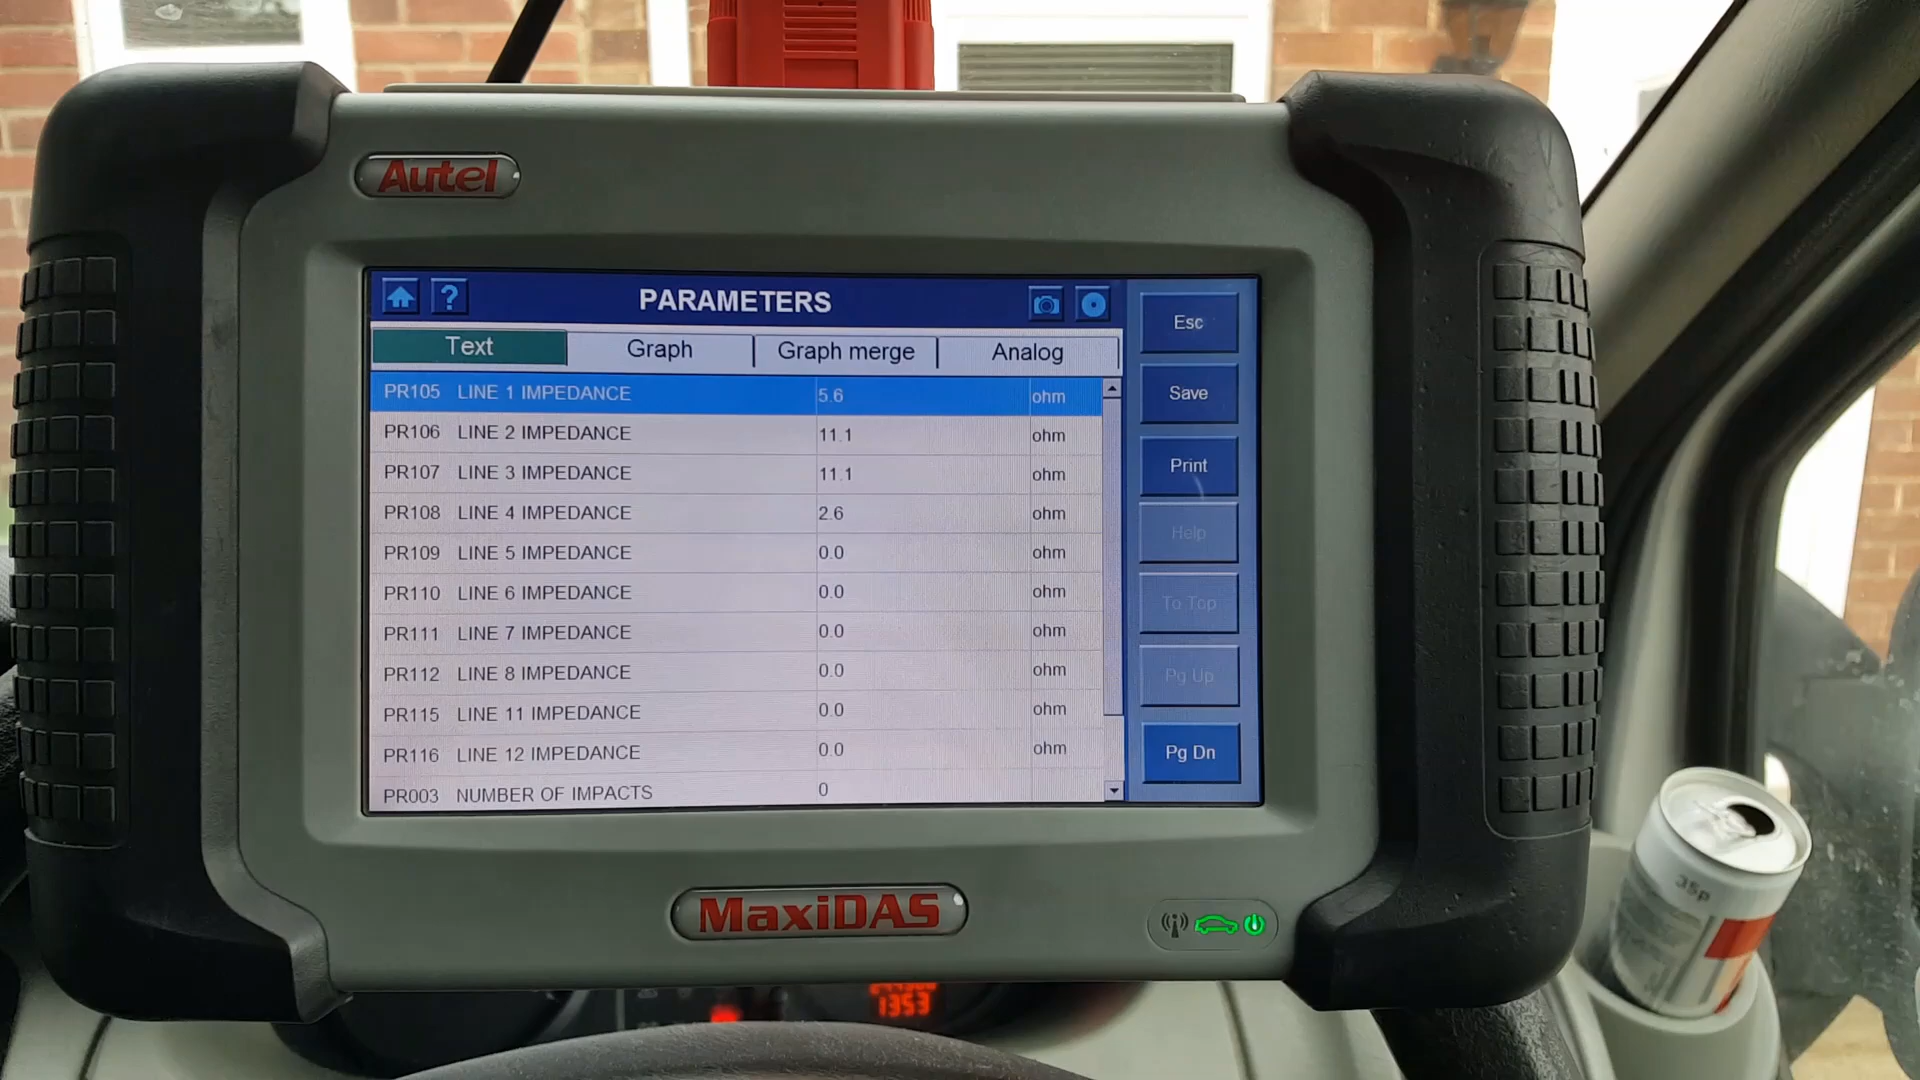 Autel
? PARAMETERS
Text Graph Graph merge Analog
PR105 LINE 1 IMPEDANCE 5.6 ohm
PR106 LINE 2 IMPEDANCE 11.1 ohm
PR107 LINE 3 IMPEDANCE 11.1 ohm
PR108 LINE 4 IMPEDANCE 2.6 ohm
PR109 LINE 5 IMPEDANCE 0.0 ohm
PR110 LINE 6 IMPEDANCE 0.0 ohm
PR111 LINE 7 IMPEDANCE 0.0 ohm
PR112 LINE 8 IMPEDANCE 0.0 ohm
PR115 LINE 11 IMPEDANCE 0.0 ohm
PR116 LINE 12 IMPEDANCE 0.0 ohm
PR003 NUMBER OF IMPACTS 0
Esc
Save
Print
Help
To Top
Pg Up
Pg Dn
MaxiDAS
1353
35p